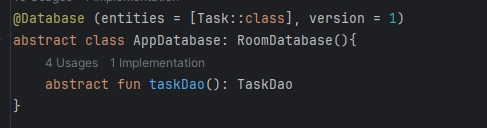 @Database (entities = [Task::class], version = 1)
abstract class AppDatabase: RoomDatabase(){
4 Usages 1 Implementation
abstract fun taskDao(): TaskDao
}